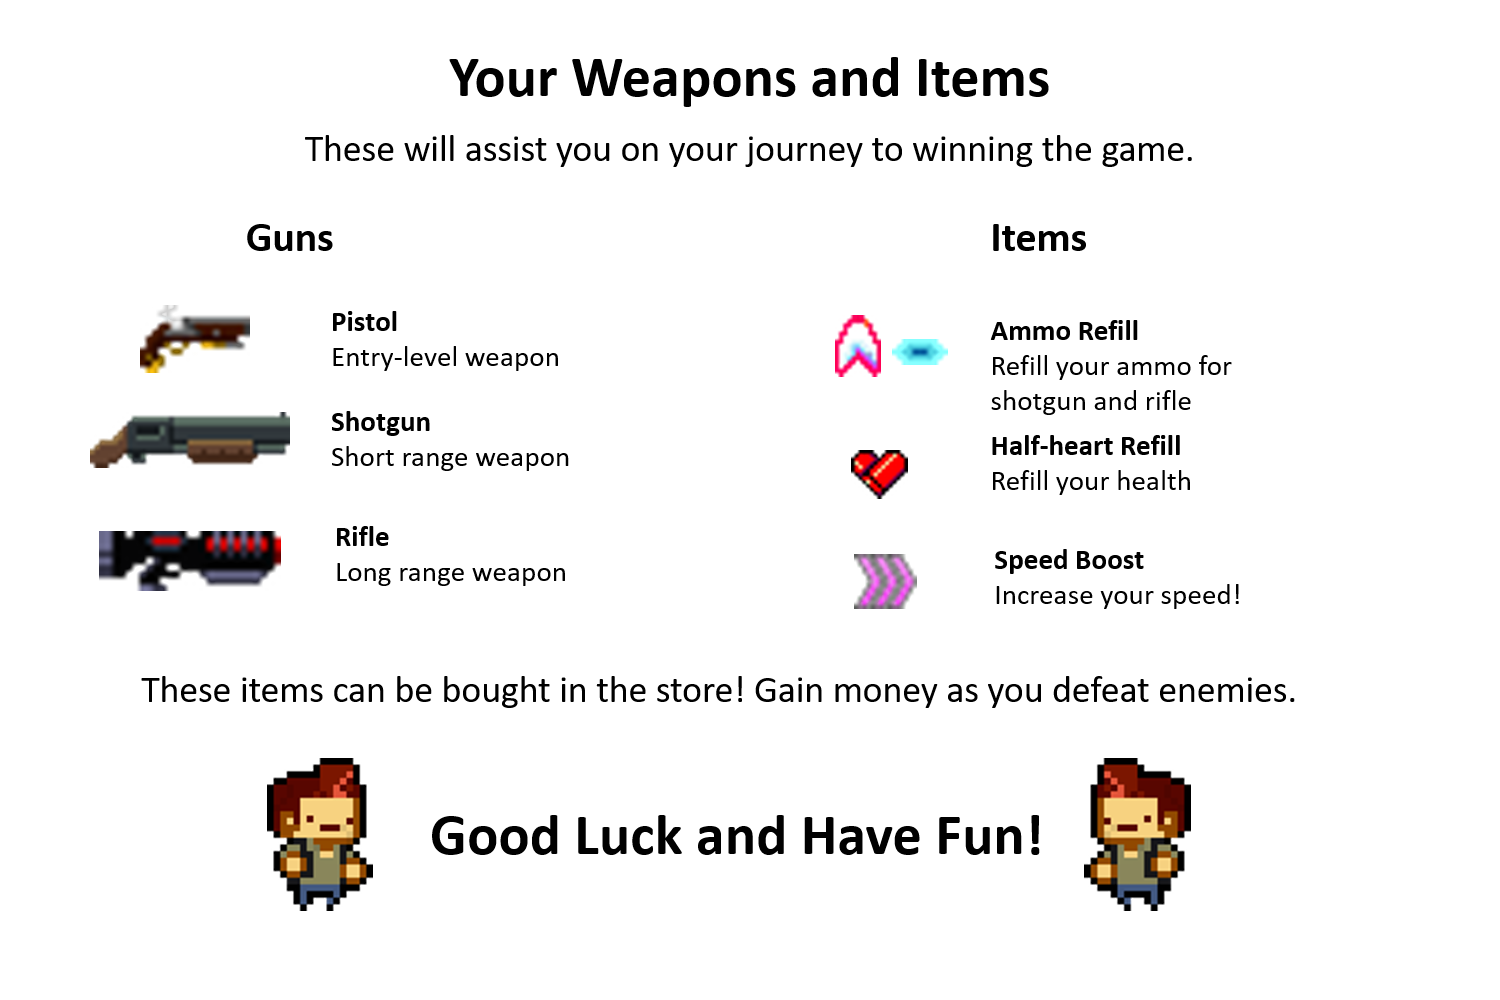 Your Weapons and Items
These will assist you on your journey to winning the game.
Guns
Pistol
Entry-level weapon
Shotgun
Short range weapon
Rifle
Long range weapon
Items
Ammo Refill
Refill your ammo for
shotgun and rifle
Half-heart Refill
Refill your health
Speed Boost
Increase your speed!
These items can be bought in the store! Gain money as you defeat enemies.
Good Luck and Have Fun!